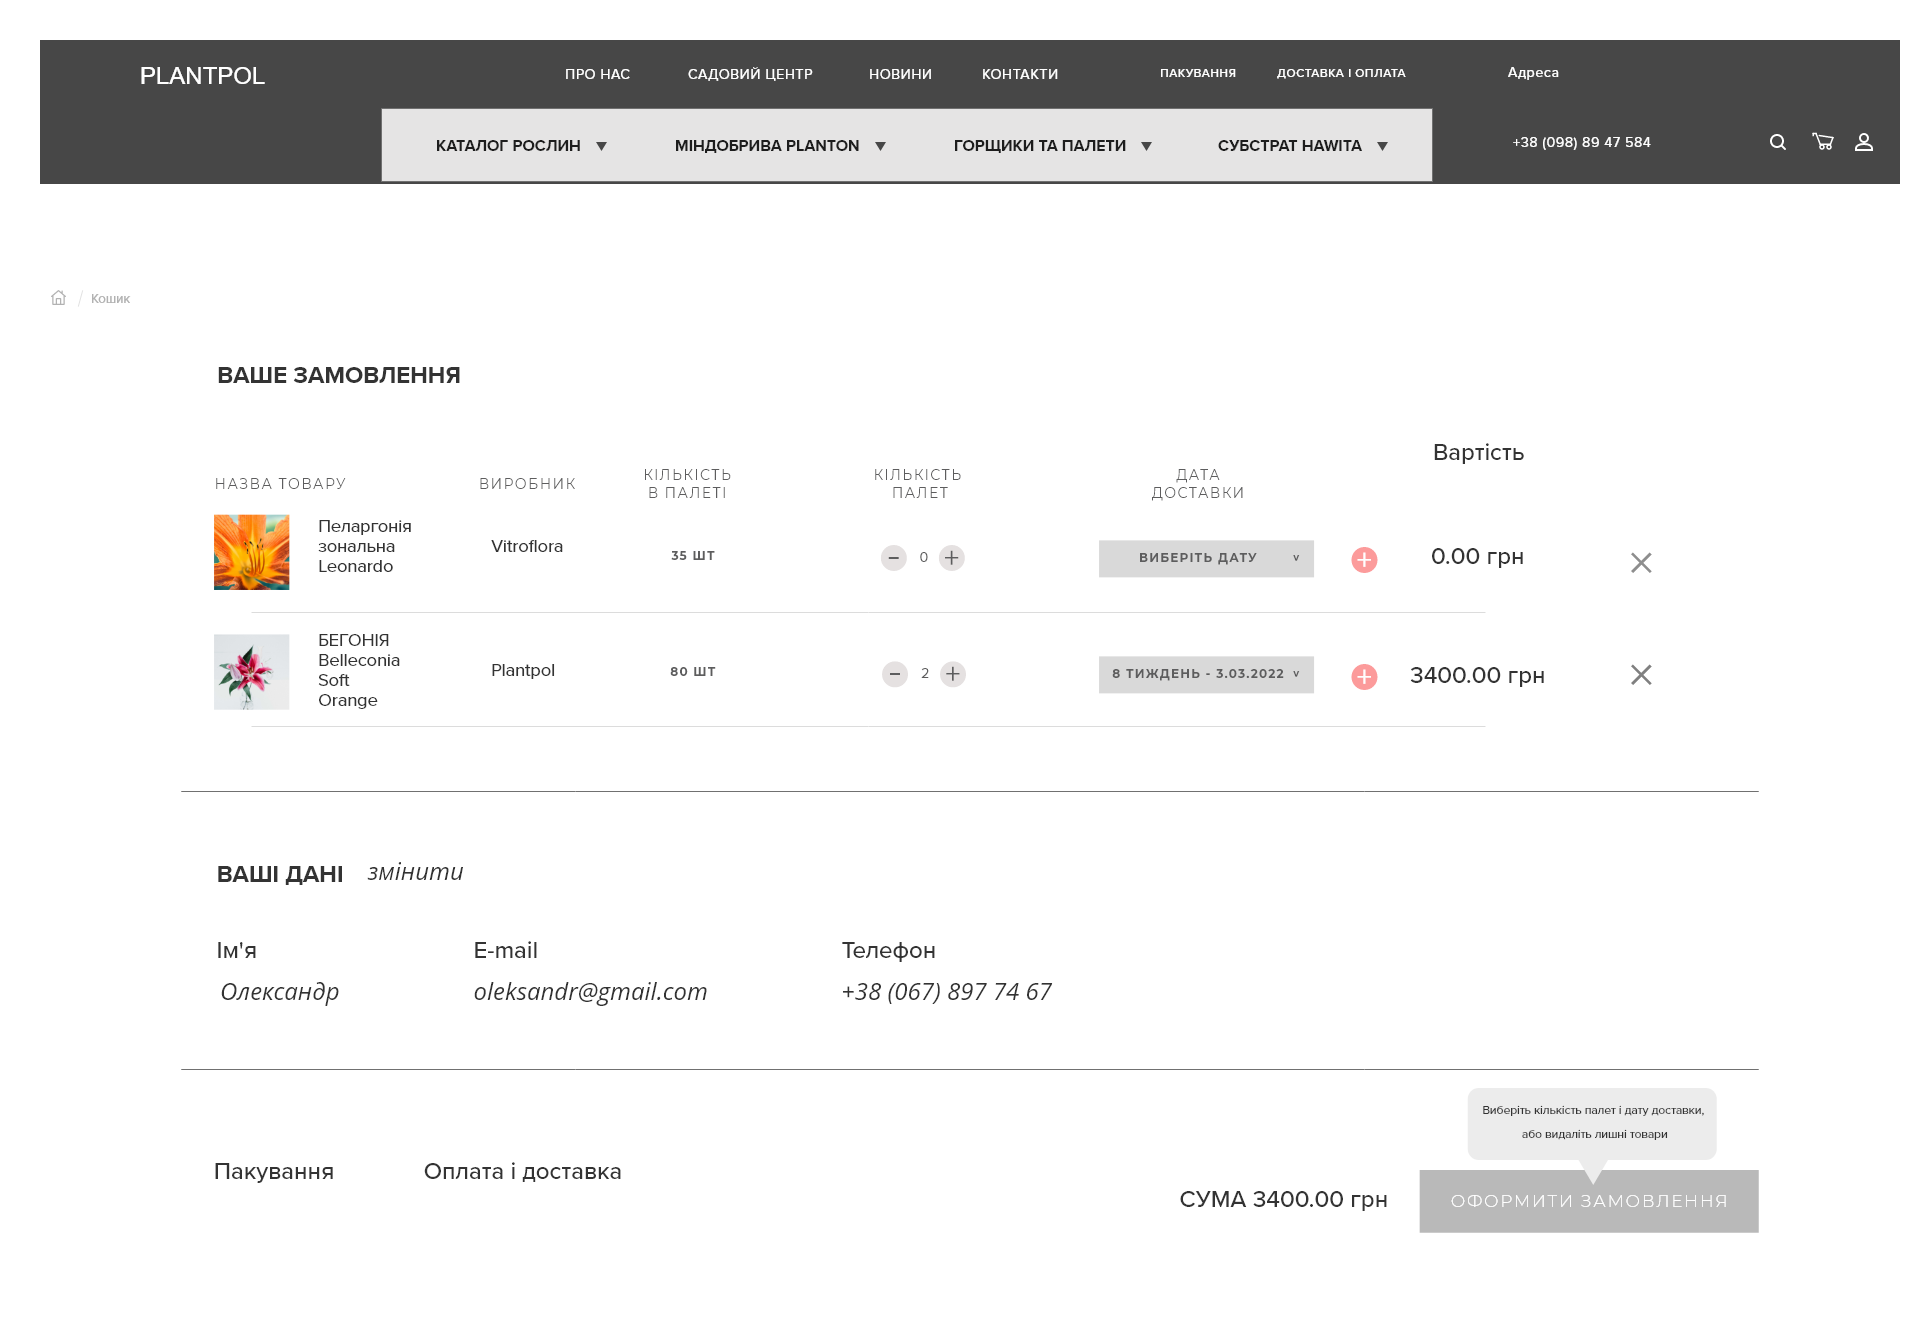 PLANTPOL
ПРО НАС
САДОВИЙ ЦЕНТР
НОВИНИ
КОНТАКТИ
ПАКУВАННЯ
ДОСТАВКА І ОПЛАТА
Адреса
КАТАЛОГ РОСЛИН
МІНДОБРИВА PLANTON
ГОРЩИКИ ТА ПАЛЕТИ
СУБСТРАТ HAWITA
+38 (098) 89 47 584
/ Кошик
ВАШЕ ЗАМОВЛЕННЯ
НАЗВА ТОВАРУ
ВИРОБНИК
КІЛЬКІСТЬ
В ПАЛЕТІ
КІЛЬКІСТЬ
ПАЛЕТ
ДАТА
ДОСТАВКИ
Вартість
Пеларгонія
зональна
Leonardo
Vitroflora
35 ШТ
0
ВИБЕРІТЬ ДАТУ
0.00 грн
БЕГОНІЯ
Belleconia
Soft
Orange
Plantpol
80 ШТ
2
8 ТИЖДЕНЬ - 3.03.2022
3400.00 грн
ВАШІ ДАНІ
змінити
Ім'я
E-mail
Телефон
Олександр
oleksandr@gmail.com
+38 (067) 897 74 67
Виберіть кількість палет і дату доставки,
або видаліть лишні товари
Пакування
Оплата і доставка
СУМА 3400.00 грн
ОФОРМИТИ ЗАМОВЛЕННЯ